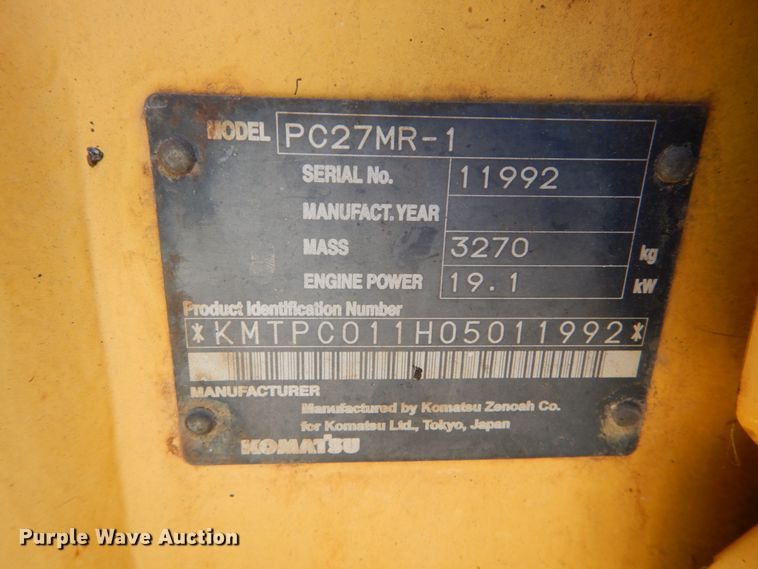 MODEL PC27MR-1
SERIAL No. 11992
MANUFACT. YEAR
MASS 3270 kg
ENGINE POWER 19.1 kW
Product Identification Number
*KMTPC011H05011992*
MANUFACTURER
Manufactured by Komatsu Zenoah Co.
for Komatsu Ltd., Tokyo, Japan
KOMATSU
Purple Wave Auction